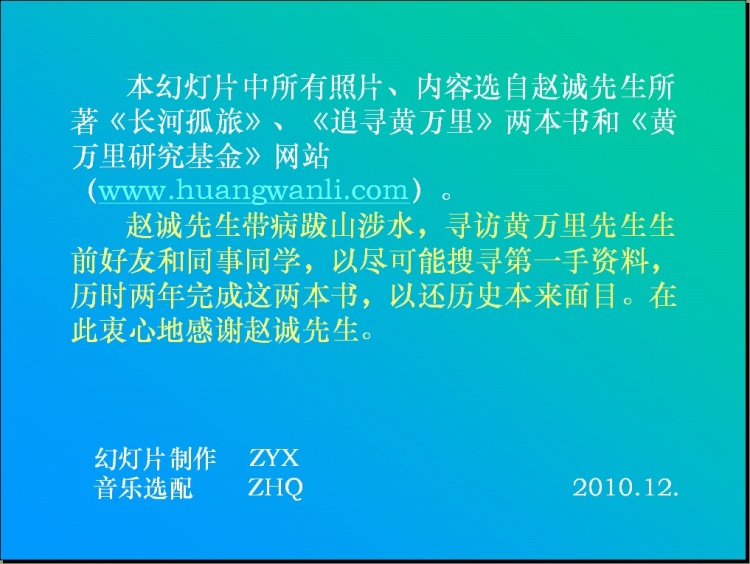 本幻灯片中所有照片、内容选自赵诚先生所
著《长河孤旅》、《追寻黄万里》两本书和《黄
万里研究基金》网站
（www.huangwanli.com）。
赵诚先生带病跋山涉水，寻访黄万里先生生
前好友和同事同学，以尽可能搜寻第一手资料，
历时两年完成这两本书，以还历史本来面目。在
此衷心地感谢赵诚先生。
幻灯片制作 ZYX
音乐选配 ZHQ 2010.12.